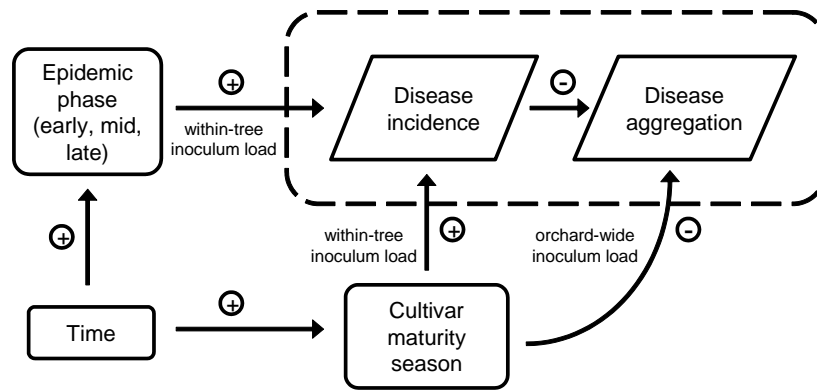 Epidemic
phase
(early, mid,
late)
+
within-tree
inoculum load
Disease
incidence
-
Disease
aggregation
+
within-tree
inoculum load
+
orchard-wide
inoculum load
-
Time
+
Cultivar
maturity
season